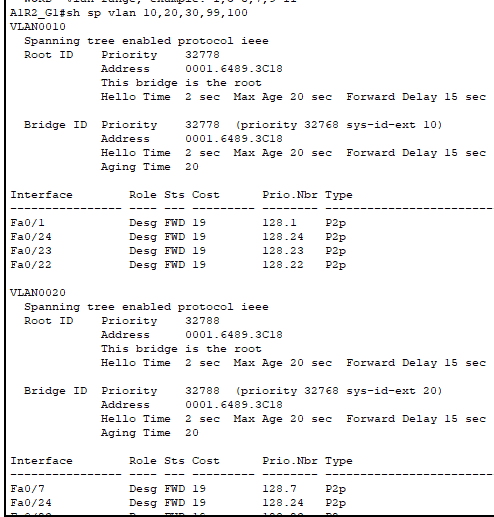 A1R2_G1#sh sp vlan 10,20,30,99,100
VLAN0010
  Spanning tree enabled protocol ieee
  Root ID    Priority    32778
             Address     0001.6489.3C18
             This bridge is the root
             Hello Time  2 sec  Max Age 20 sec  Forward Delay 15 sec

  Bridge ID  Priority    32778  (priority 32768 sys-id-ext 10)
             Address     0001.6489.3C18
             Hello Time  2 sec  Max Age 20 sec  Forward Delay 15 sec
             Aging Time  20

Interface        Role Sts Cost      Prio.Nbr Type
---------------- ---- --- --------- -------- --------------------------------
Fa0/1            Desg FWD 19        128.1    P2p
Fa0/24           Desg FWD 19        128.24   P2p
Fa0/23           Desg FWD 19        128.23   P2p
Fa0/22           Desg FWD 19        128.22   P2p

VLAN0020
  Spanning tree enabled protocol ieee
  Root ID    Priority    32788
             Address     0001.6489.3C18
             This bridge is the root
             Hello Time  2 sec  Max Age 20 sec  Forward Delay 15 sec

  Bridge ID  Priority    32788  (priority 32768 sys-id-ext 20)
             Address     0001.6489.3C18
             Hello Time  2 sec  Max Age 20 sec  Forward Delay 15 sec
             Aging Time  20

Interface        Role Sts Cost      Prio.Nbr Type
---------------- ---- --- --------- -------- --------------------------------
Fa0/7            Desg FWD 19        128.7    P2p
Fa0/24           Desg FWD 19        128.24   P2p